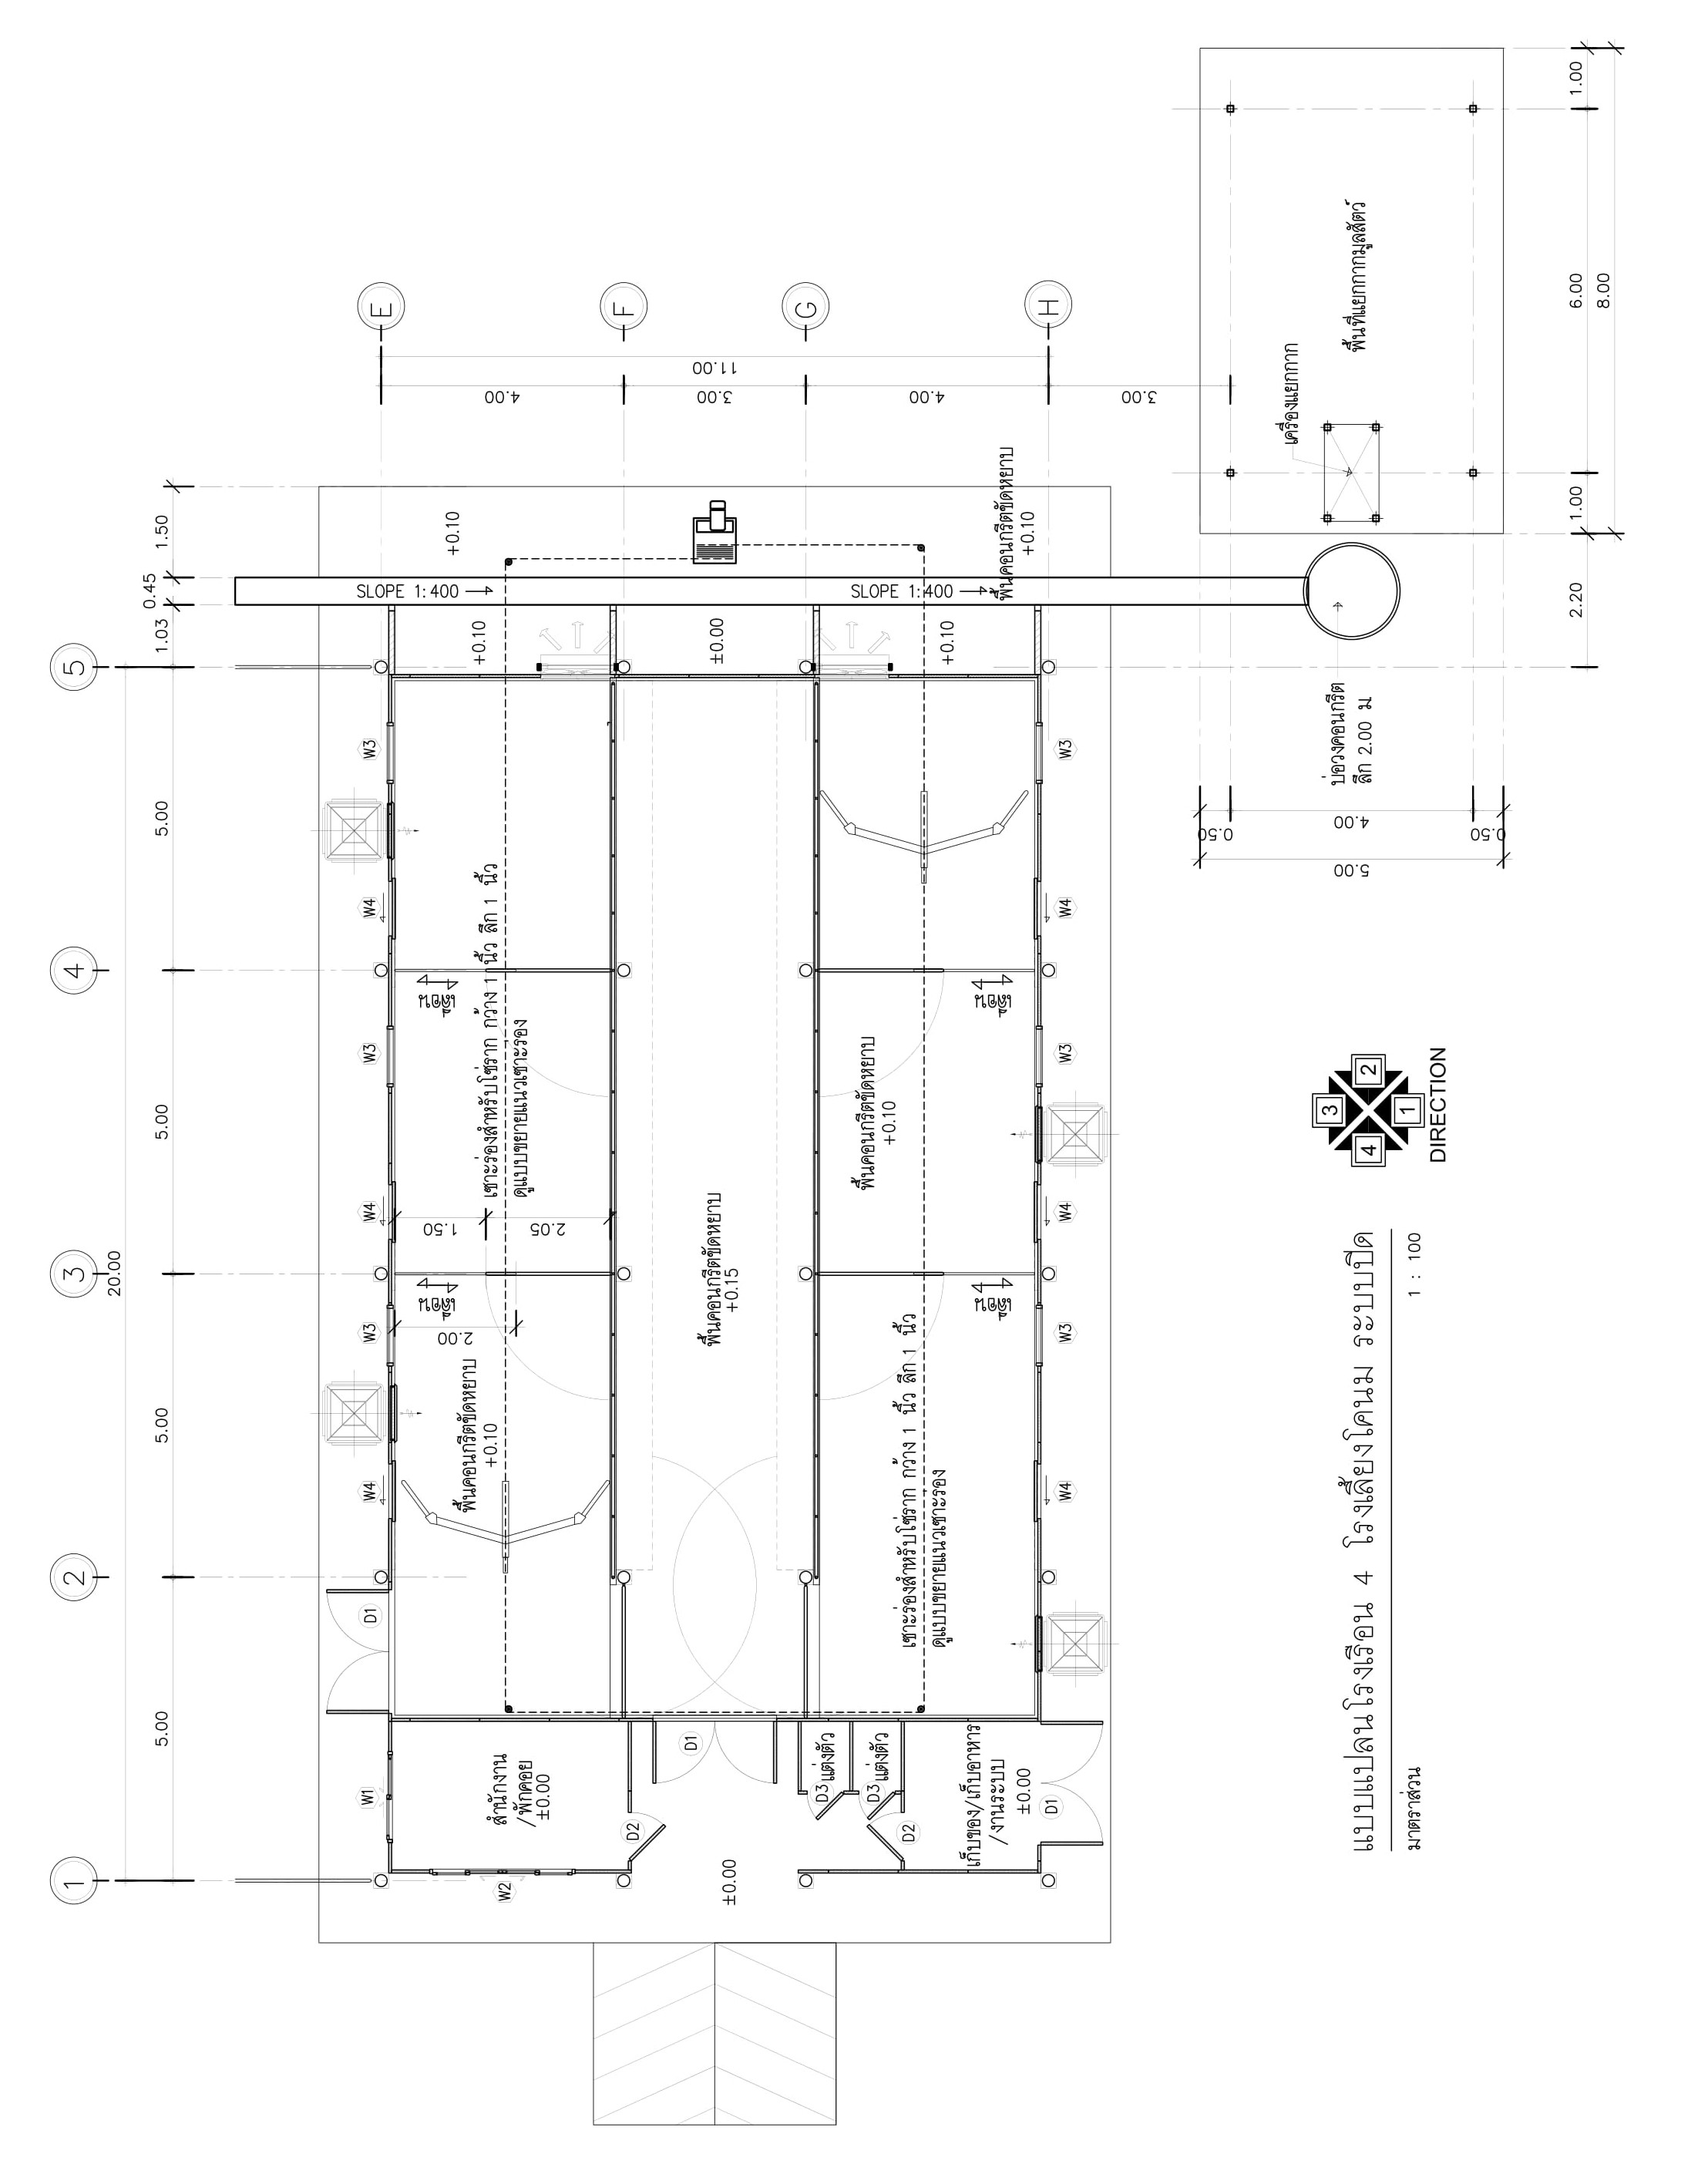 1
2
3
4
5
20.00
5.00
5.00
5.00
5.00
1.03
0.45
1.50
E
F
G
H
4.00
3.00
4.00
3.00
11.00
W1
W2
D1
W4
W3
W4
W3
W4
W3
สำนักงาน
/พักคอย
±0.00
D2
±0.00
D1
D3
แต่งตัว
D3
แต่งตัว
D2
เก็บของ/เก็บอาหาร
/งานระบบ
±0.00
D1
พื้นคอนกรีตขัดหยาบ
+0.10
2.00
เลื่อน
1.50
2.05
เซาะร่องสำหรับโซ่ราก กว้าง 1 นิ้ว ลึก 1 นิ้ว
ดูแบบขยายแนวเซาะร่อง
เลื่อน
พื้นคอนกรีตขัดหยาบ
+0.15
เซาะร่องสำหรับโซ่ราก กว้าง 1 นิ้ว ลึก 1 นิ้ว
ดูแบบขยายแนวเซาะร่อง
พื้นคอนกรีตขัดหยาบ
+0.10
เลื่อน
เลื่อน
W4
W3
W4
W3
W4
W3
+0.10
±0.00
+0.10
SLOPE 1:400
SLOPE 1:400
+0.10
พื้นคอนกรีตขัดหยาบ
+0.10
บ่อวงคอนกรีต
ลึก 2.00 ม
เครื่องแยกกาก
พื้นที่แยกกากมูลสัตว์
0.50
4.00
0.50
5.00
2.20
1.00
6.00
1.00
8.00
1
2
3
4
DIRECTION
แบบแปลนโรงเรือน 4 โรงเลี้ยงโคนม ระบบปิด
มาตราส่วน 1 : 100